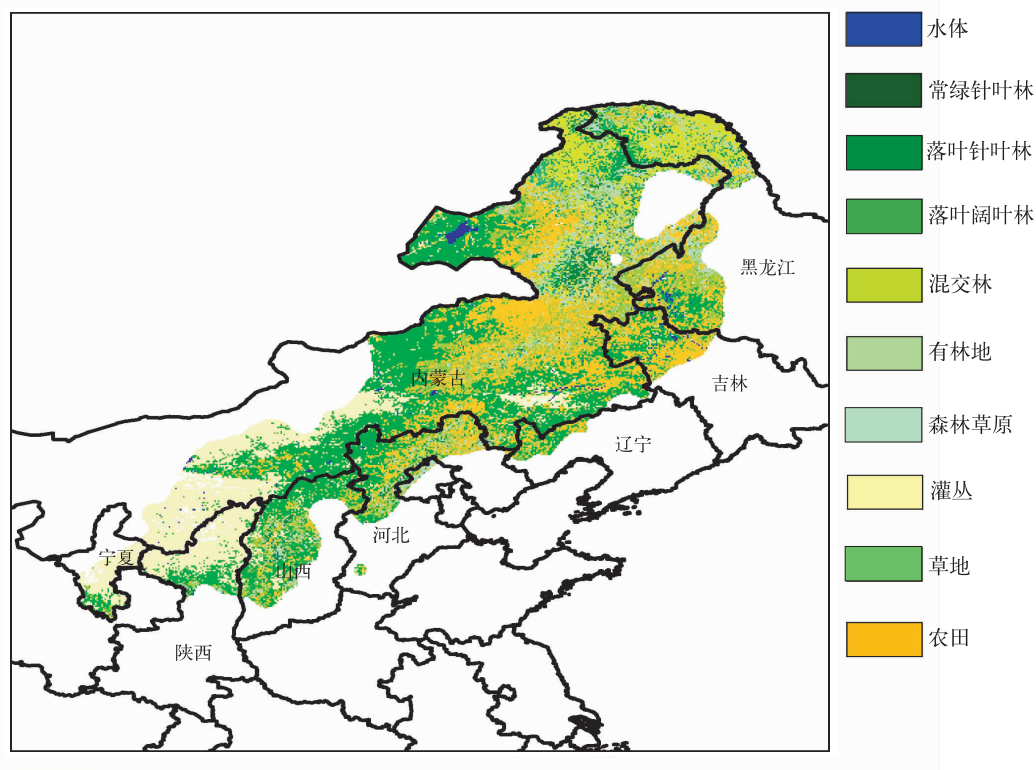 水体
常绿针叶林
落叶针叶林
落叶阔叶林
混交林
有林地
森林草原
灌丛
草地
农田
黑龙江
内蒙古
吉林
辽宁
河北
宁夏
山西
陕西